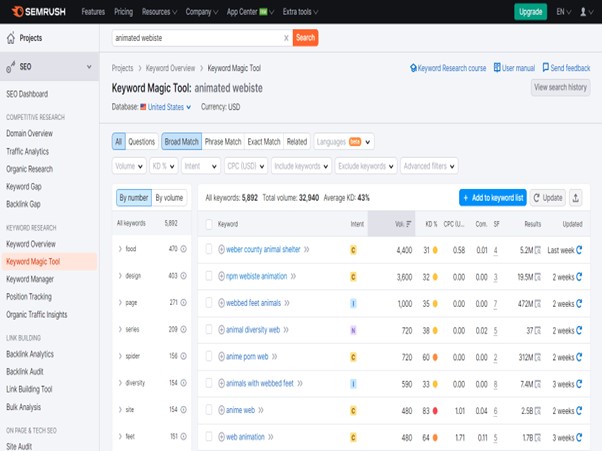 SEMRUSH Features Pricing Resources Company App Center NEW Extra tools Enterprise Upgrade EN
Projects
animated webiste × Search
SEO
Projects > Keyword Overview > Keyword Magic Tool
Keyword Research course User manual Send feedback
Keyword Magic Tool: animated webiste
View search history
Database: United States Currency: USD
All Questions Broad Match Phrase Match Exact Match Related Languages beta
Volume KD % Intent CPC (USD) Include keywords Exclude keywords Advanced filters
By number By volume
All keywords: 5,892 Total volume: 32,940 Average KD: 43%
+ Add to keyword list Update
All keywords 5,892
Keyword Intent Vol. KD % CPC (U... Com. SF Results Updated
food 470
design 403
page 271
series 209
spider 156
diversity 154
site 154
feet 151
weber county animal shelter C 4,400 31 0.58 0.01 4 5.2M Last week
npm webiste animation C 3,600 32 0.00 0.00 3 19.5M 2 weeks
webbed feet animals I 1,000 35 0.00 0.00 7 472M 2 weeks
animal diversity web N 720 38 0.00 0.02 5 37 2 weeks
anime porn web C 720 60 0.00 0.00 2 312M 2 weeks
animals with webbed feet I 590 33 0.00 0.00 8 7.4M 3 weeks
anime web C 480 83 1.01 0.04 6 2.5B 2 weeks
web animation C 480 64 1.71 0.11 5 1.7B 3 weeks
SEO Dashboard
COMPETITIVE RESEARCH
Domain Overview
Traffic Analytics
Organic Research
Keyword Gap
Backlink Gap
KEYWORD RESEARCH
Keyword Overview
Keyword Magic Tool
Keyword Manager
Position Tracking
Organic Traffic Insights
LINK BUILDING
Backlink Analytics
Backlink Audit
Link Building Tool
Bulk Analysis
ON PAGE & TECH SEO
Site Audit